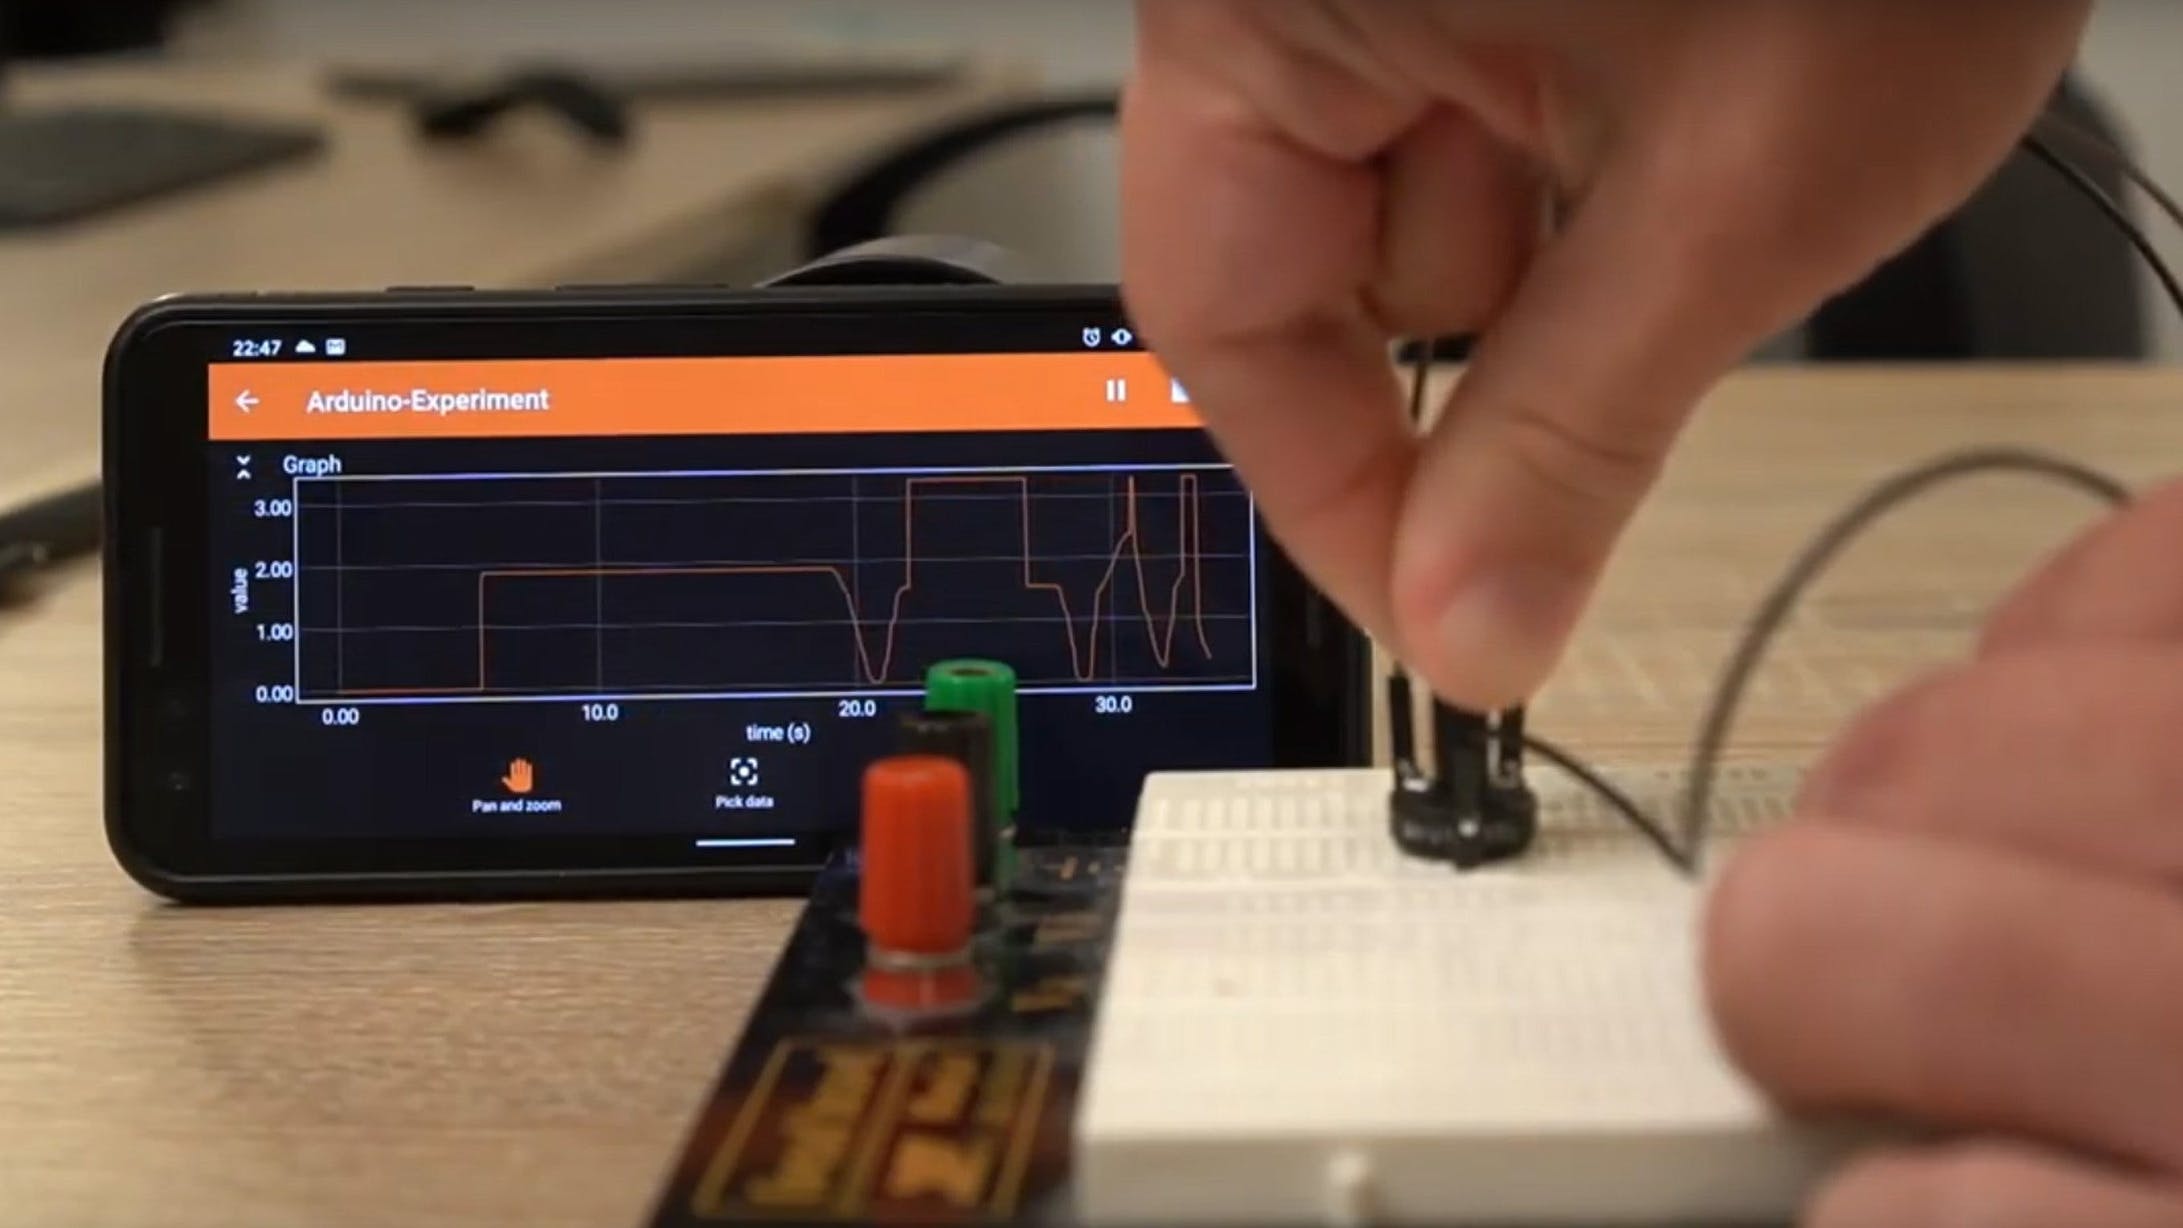 22:47
Arduino-Experiment
Graph
3.00
2.00
1.00
0.00
value
0.00 10.0 20.0 30.0
time (s)
Pan and zoom Pick data